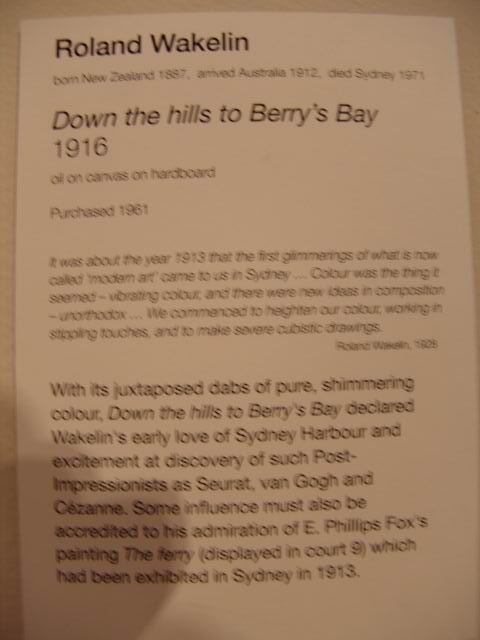 Roland Wakelin
born New Zealand 1887, arrived Australia 1912, died Sydney 1971
Down the hills to Berry's Bay
1916
oil on canvas on hardboard
Purchased 1961
It was about the year 1913 that the first glimmerings of what is now
called 'modern art' came to us in Sydney ... Colour was the thing it
seemed – vibrating colour, and there were new ideas in composition
– unorthodox ... We commenced to heighten our colour, working in
stippling touches, and to make severe cubistic drawings.
Roland Wakelin, 1928
With its juxtaposed dabs of pure, shimmering
colour, Down the hills to Berry's Bay declared
Wakelin's early love of Sydney Harbour and
excitement at discovery of such Post-
Impressionists as Seurat, van Gogh and
Cézanne. Some influence must also be
accredited to his admiration of E. Phillips Fox's
painting The ferry (displayed in court 9) which
had been exhibited in Sydney in 1913.